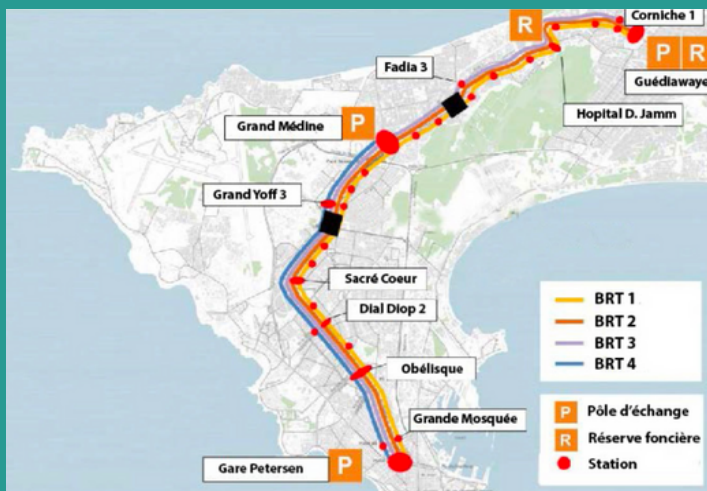 Corniche 1
R
P R
Fadia 3
Guédiawaye
P
Grand Médine
Hopital D. Jamm
Grand Yoff 3
Sacré Coeur
Dial Diop 2
BRT 1
BRT 2
BRT 3
BRT 4
Obélisque
P Pôle d'échange
Grande Mosquée
R Réserve foncière
Gare Petersen
P
Station